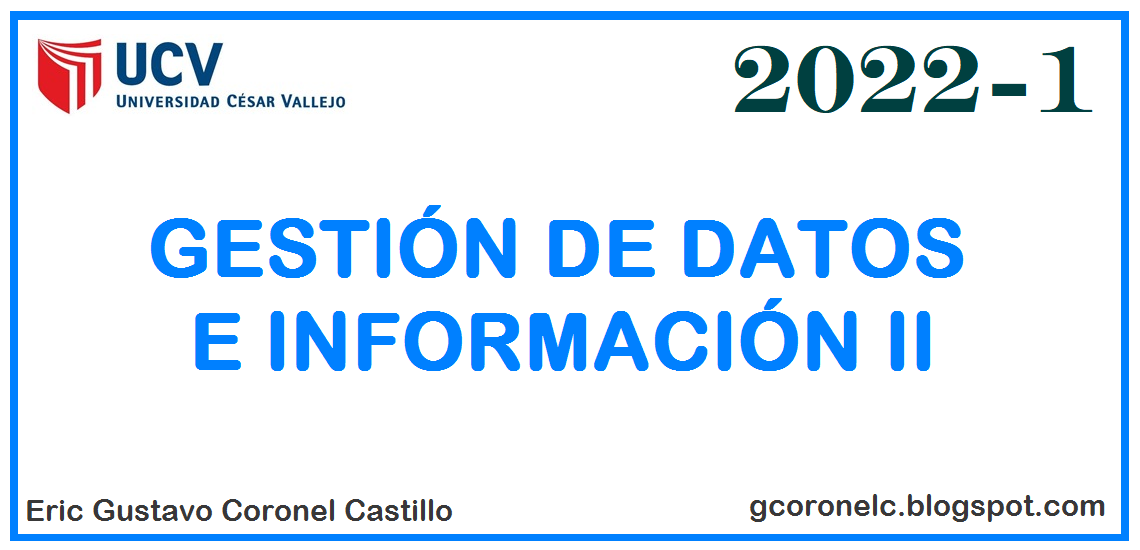 UCV
UNIVERSIDAD CÉSAR VALLEJO
2022-1
GESTIÓN DE DATOS
E INFORMACIÓN II
Eric Gustavo Coronel Castillo
gcoronelc.blogspot.com